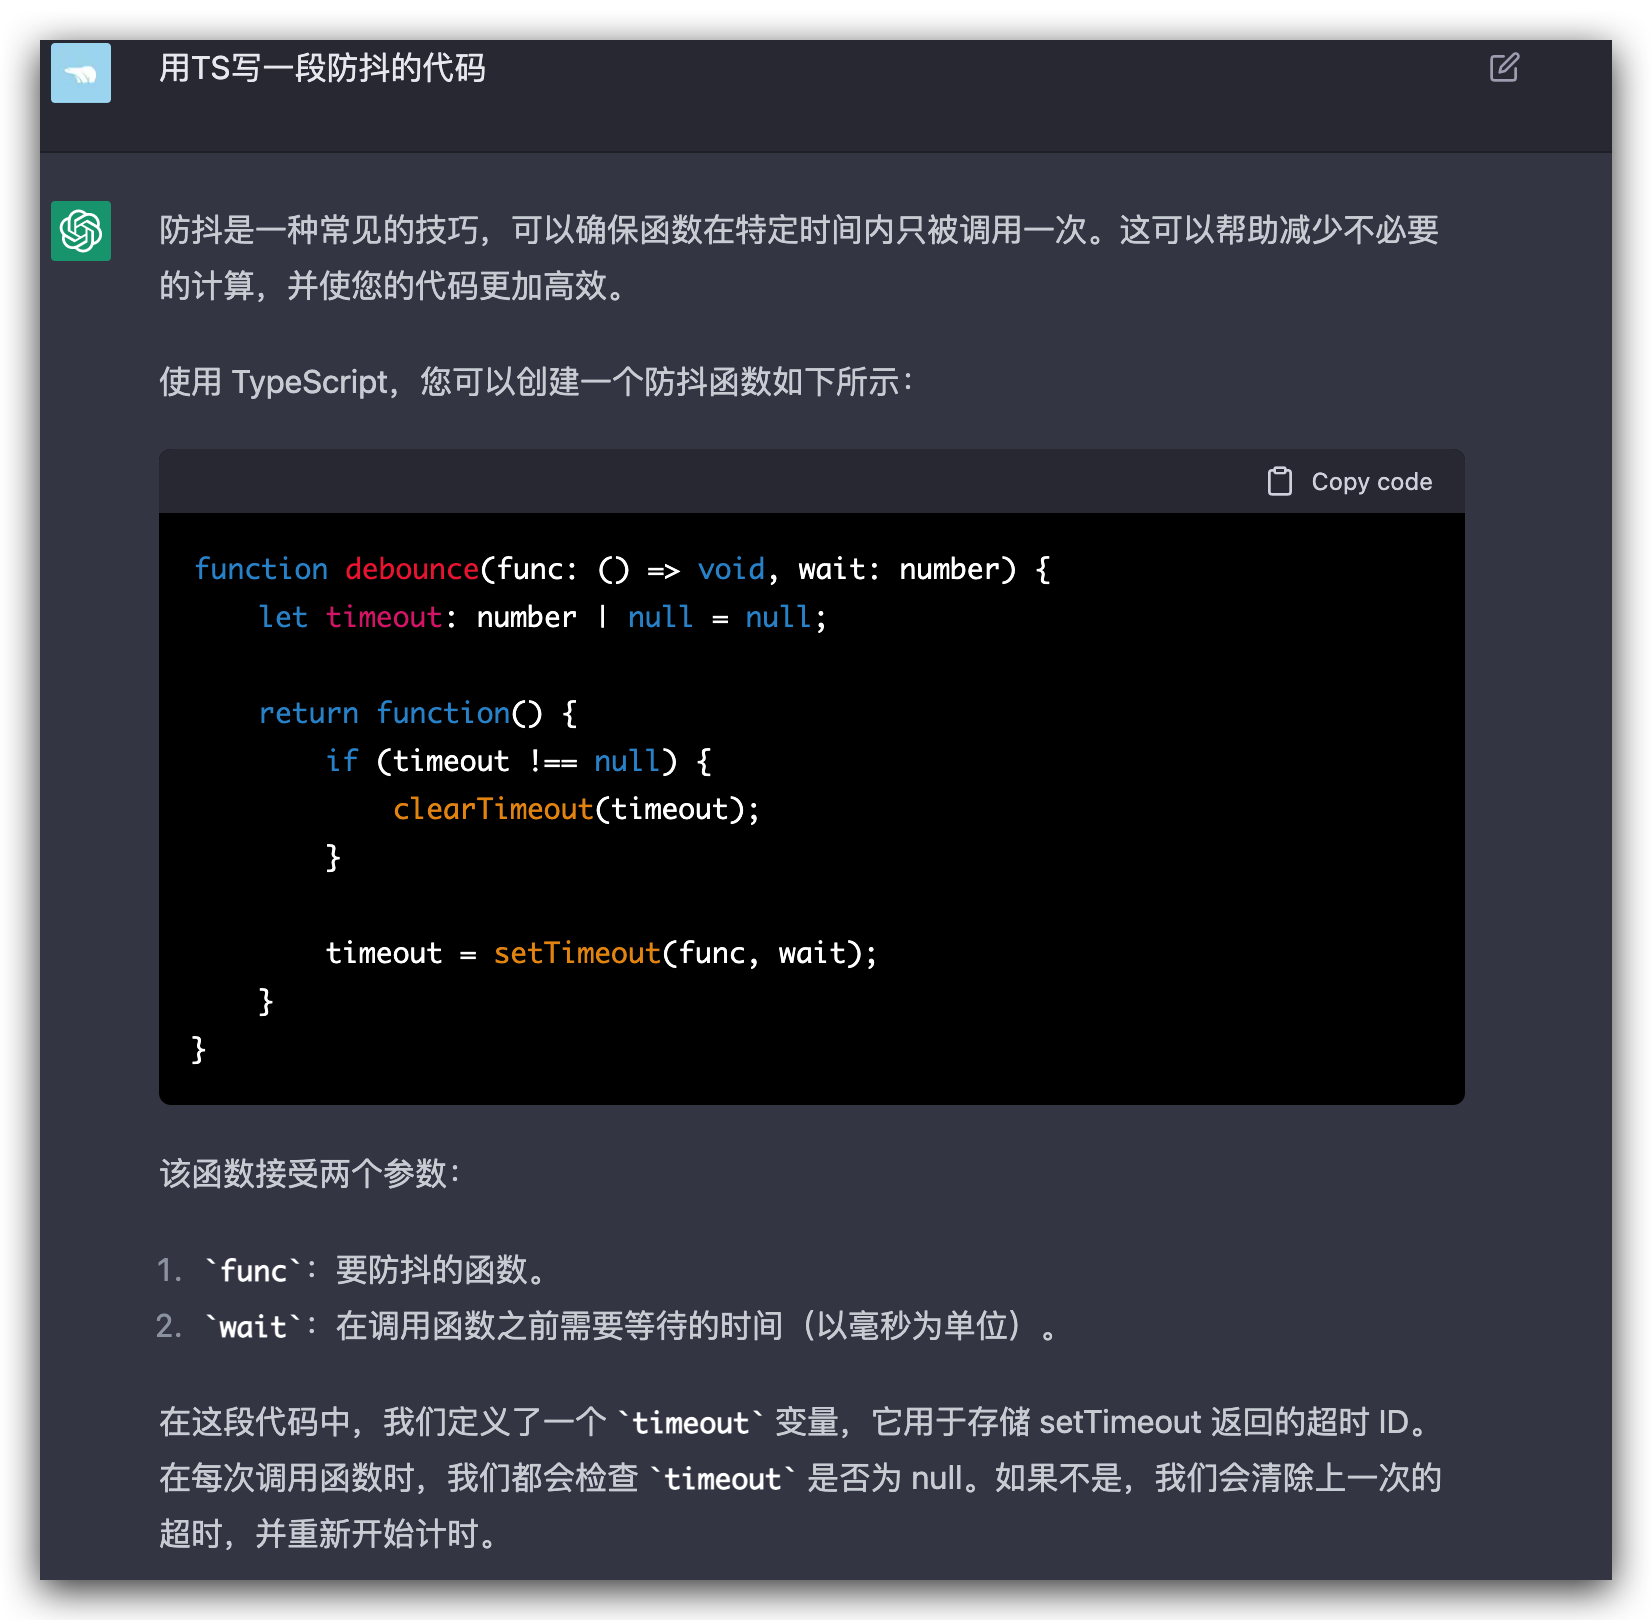 用TS写一段防抖的代码
防抖是一种常见的技巧，可以确保函数在特定时间内只被调用一次。这可以帮助减少不必要
的计算，并使您的代码更加高效。
使用 TypeScript，您可以创建一个防抖函数如下所示：
Copy code
function debounce(func: () => void, wait: number) {
    let timeout: number | null = null;
    return function() {
        if (timeout !== null) {
            clearTimeout(timeout);
        }
        timeout = setTimeout(func, wait);
    }
}
该函数接受两个参数：
1. `func`：要防抖的函数。
2. `wait`：在调用函数之前需要等待的时间（以毫秒为单位）。
在这段代码中，我们定义了一个 `timeout` 变量，它用于存储 setTimeout 返回的超时 ID。
在每次调用函数时，我们都会检查 `timeout` 是否为 null。如果不是，我们会清除上一次的
超时，并重新开始计时。